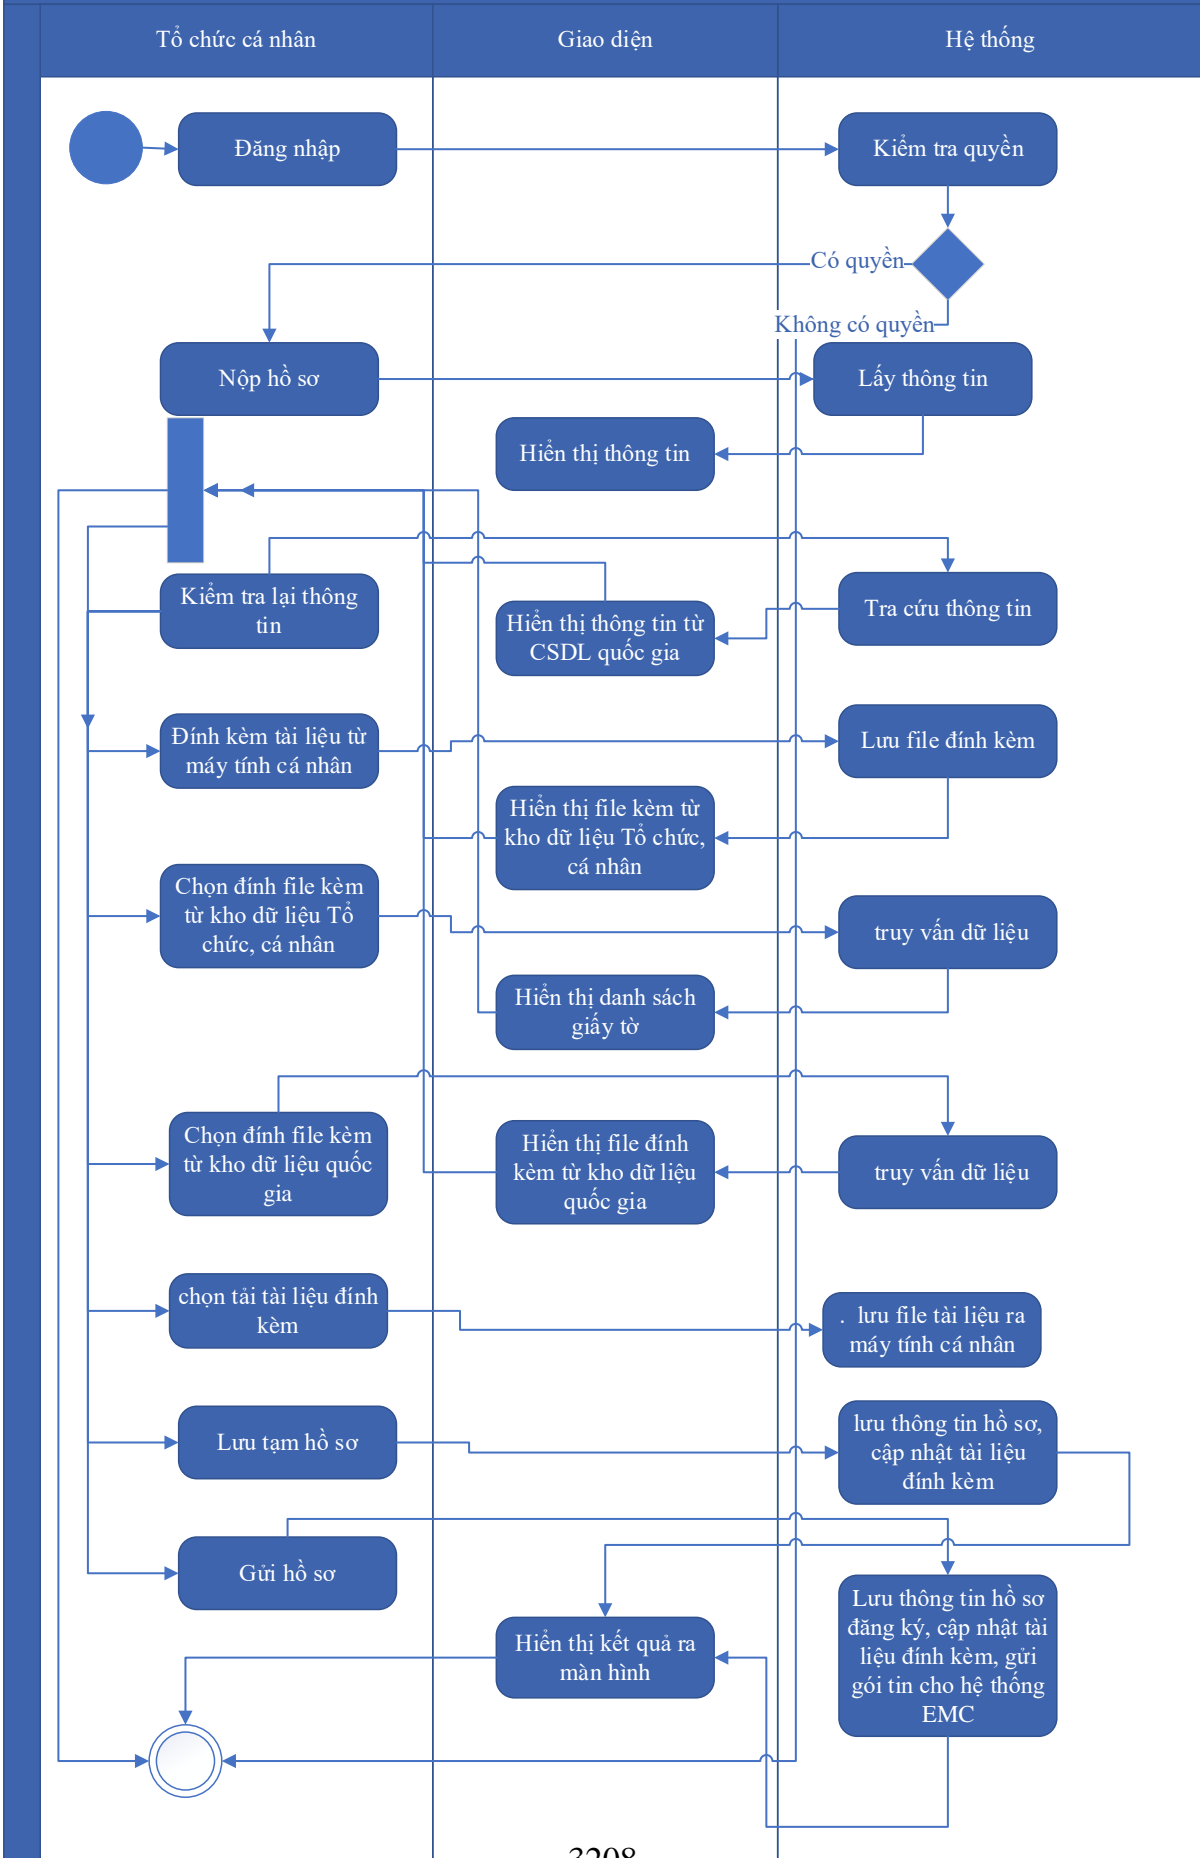 Tổ chức cá nhân
Giao diện
Hệ thống
Đăng nhập
Kiểm tra quyền
Có quyền
Không có quyền
Nộp hồ sơ
Lấy thông tin
Hiển thị thông tin
Kiểm tra lại thông
tin
Hiển thị thông tin từ
CSDL quốc gia
Tra cứu thông tin
Đính kèm tài liệu từ
máy tính cá nhân
Lưu file đính kèm
Hiển thị file kèm từ
kho dữ liệu Tổ chức,
cá nhân
Chọn đính file kèm
từ kho dữ liệu Tổ
chức, cá nhân
truy vấn dữ liệu
Hiển thị danh sách
giấy tờ
Chọn đính file kèm
từ kho dữ liệu quốc
gia
Hiển thị file đính
kèm từ kho dữ liệu
quốc gia
truy vấn dữ liệu
chọn tải tài liệu đính
kèm
. lưu file tài liệu ra
máy tính cá nhân
Lưu tạm hồ sơ
lưu thông tin hồ sơ,
cập nhật tài liệu
đính kèm
Gửi hồ sơ
Lưu thông tin hồ sơ
đăng ký, cập nhật tài
liệu đính kèm, gửi
gói tin cho hệ thống
EMC
Hiển thị kết quả ra
màn hình
3208